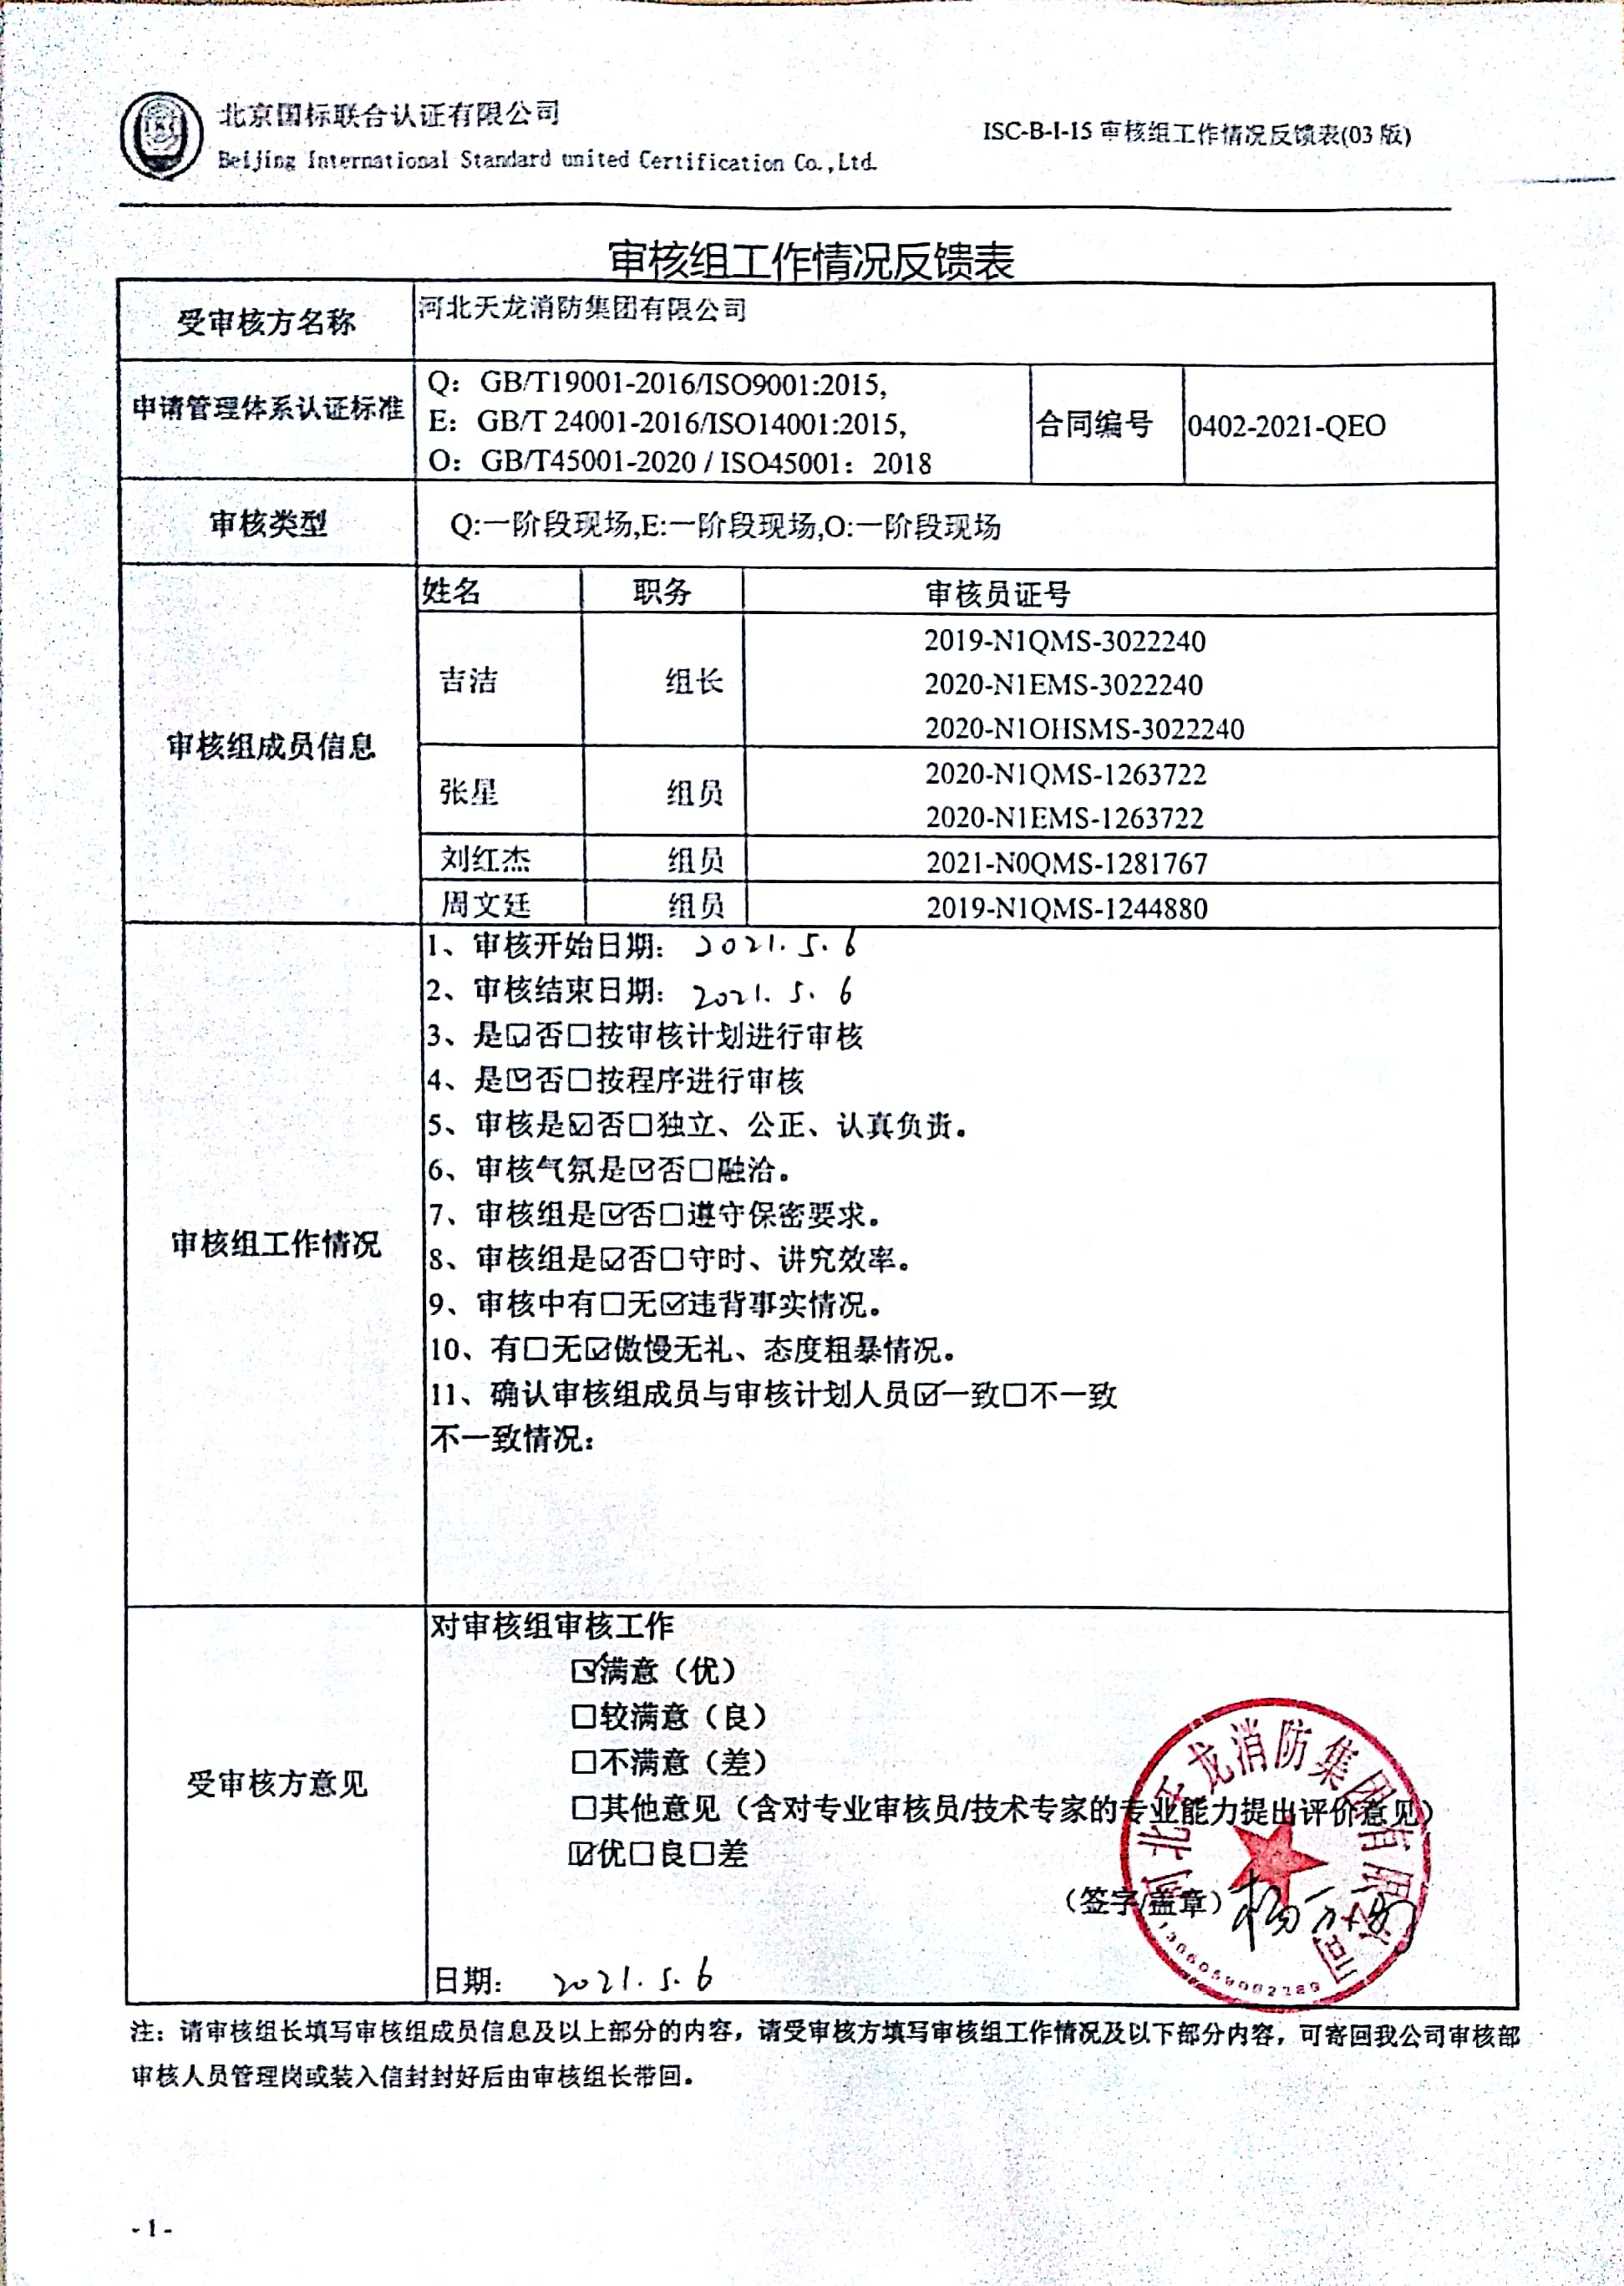 北京国标联合认证有限公司
Beijing International Standard united Certification Co.,Ltd.
ISC-B-I-15 审核组工作情况反馈表(03 版)
审核组工作情况反馈表
受审核方名称
河北天龙消防集团有限公司
申请管理体系认证标准
Q: GB/T19001-2016/ISO9001:2015,
E: GB/T 24001-2016/ISO14001:2015,
O: GB/T45001-2020 / ISO45001: 2018
合同编号
0402-2021-QEO
审核类型
Q:一阶段现场,E:一阶段现场,O:一阶段现场
审核组成员信息
姓名 职务 审核员证号
吉洁 组长
2019-N1QMS-3022240
2020-N1EMS-3022240
2020-N1OHSMS-3022240
张星 组员
2020-N1QMS-1263722
2020-N1EMS-1263722
刘红杰 组员 2021-N0QMS-1281767
周文廷 组员 2019-N1QMS-1244880
审核组工作情况
1、审核开始日期: 2021.5.6
2、审核结束日期: 2021.5.6
3、是☑否□按审核计划进行审核
4、是☑否□按程序进行审核
5、审核是☑否□独立、公正、认真负责。
6、审核气氛是☑否□融洽。
7、审核组是☑否□遵守保密要求。
8、审核组是☑否□守时、讲究效率。
9、审核中有□无☑违背事实情况。
10、有□无☑傲慢无礼、态度粗暴情况。
11、确认审核组成员与审核计划人员☑一致□不一致
不一致情况:
受审核方意见
对审核组审核工作
☑满意（优）
□较满意（良）
□不满意（差）
□其他意见（含对专业审核员/技术专家的专业能力提出评价意见）
☑优□良□差
（签字/盖章）
河北天龙消防集团有限公司
日期: 2021.5.6
注：请审核组长填写审核组成员信息及以上部分的内容，请受审核方填写审核组工作情况及以下部分内容，可寄回我公司审核部
审核人员管理岗或装入信封封好后由审核组长带回。
- 1 -